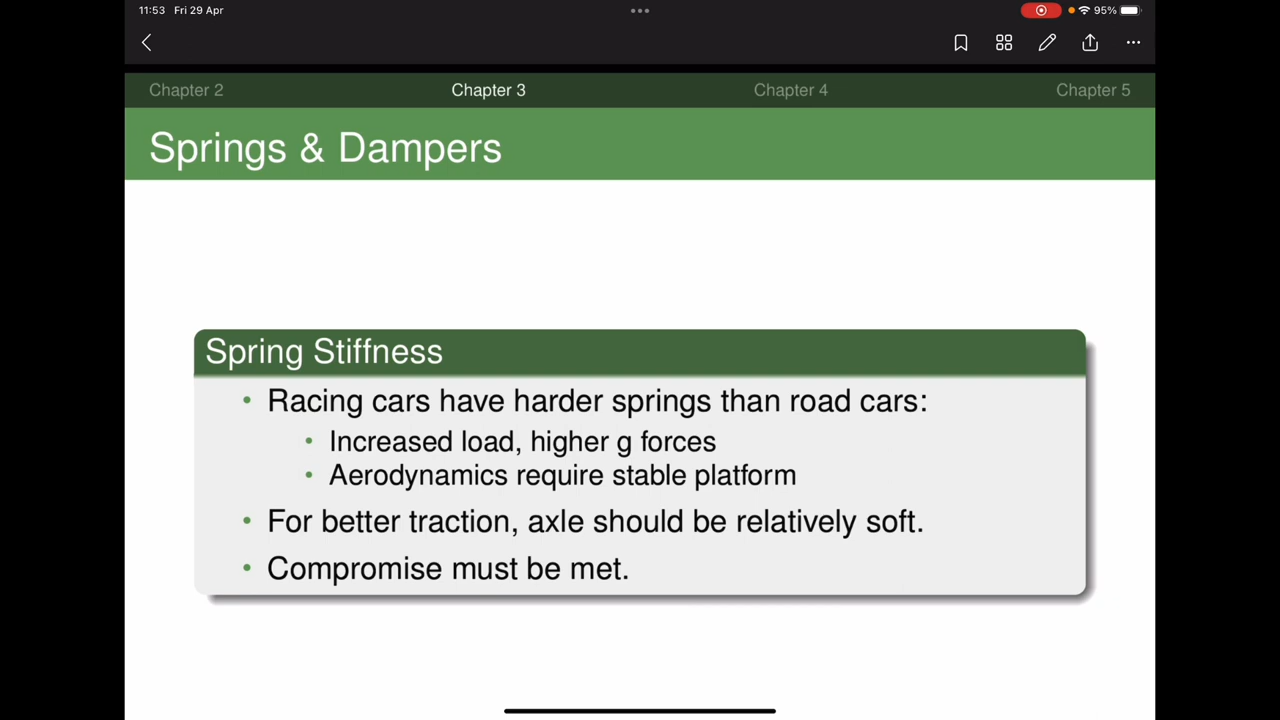 11:53 Fri 29 Apr
95%
Chapter 2 Chapter 3 Chapter 4 Chapter 5
Springs & Dampers
Spring Stiffness
• Racing cars have harder springs than road cars:
• Increased load, higher g forces
• Aerodynamics require stable platform
• For better traction, axle should be relatively soft.
• Compromise must be met.